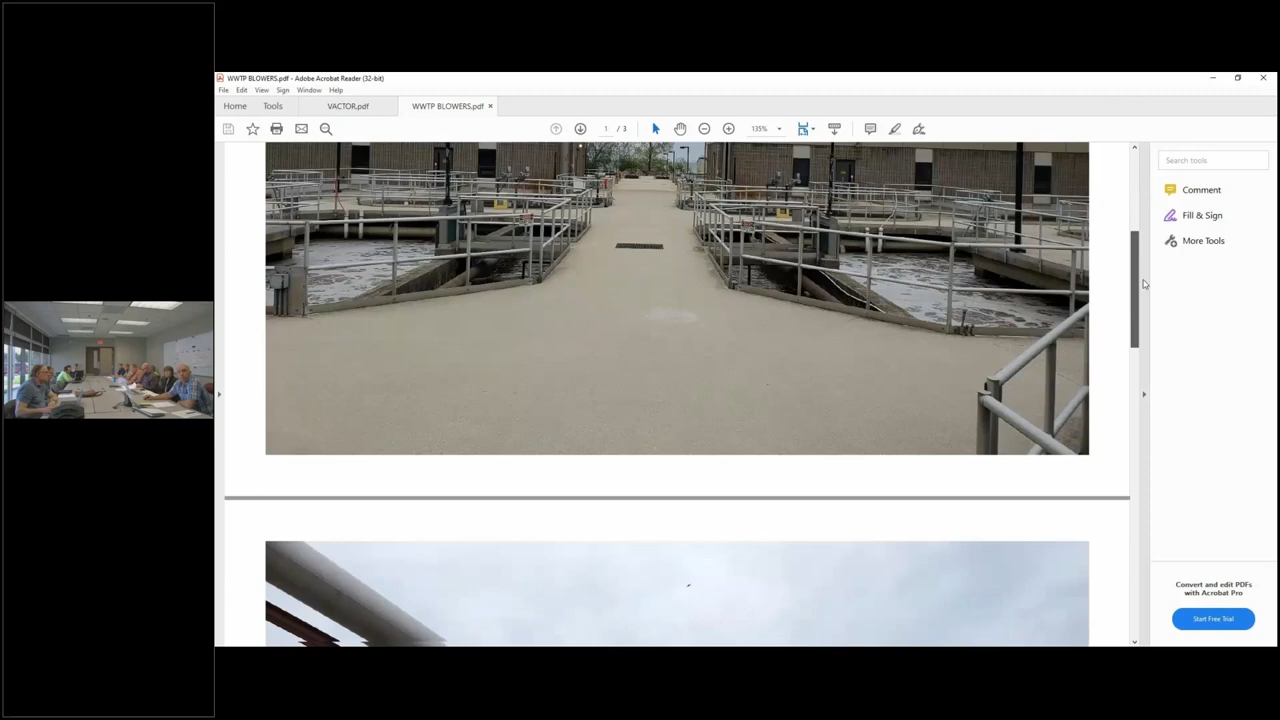 WWTP BLOWERS.pdf - Adobe Acrobat Reader (32-bit)
File Edit View Sign Window Help
Home Tools VACTOR.pdf WWTP BLOWERS.pdf ×
1 / 3 135%
Search tools
Comment
Fill & Sign
More Tools
Convert and edit PDFs
with Acrobat Pro
Start Free Trial